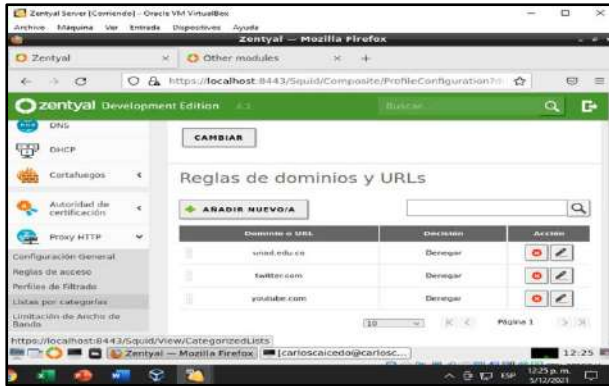 Zentyal Server [Corriendo] - Oracle VM VirtualBox
Archivo Máquina Ver Entrada Dispositivos Ayuda
Zentyal — Mozilla Firefox
Zentyal
Other modules
https://localhost:8443/Squid/Composite/ProfileConfiguration?
zentyal Development Edition
Buscar
DNS
DHCP
Cortafuegos
Autoridad de
certificación
Proxy HTTP
Configuración General
Reglas de acceso
Perfiles de Filtrado
Listas por categorías
Limitación de Ancho de
Banda
CAMBIAR
Reglas de dominios y URLs
AÑADIR NUEVO/A
Dominio o URL Decisión Acción
unad.edu.co Denegar
twitter.com Denegar
youtube.com Denegar
10
Página 1
https://localhost:8443/Squid/View/CategorizedLists
Zentyal — Mozilla Firefox
[carloscaicedo@carlosc...
12:25
ESP
12:25 p. m.
5/12/2021